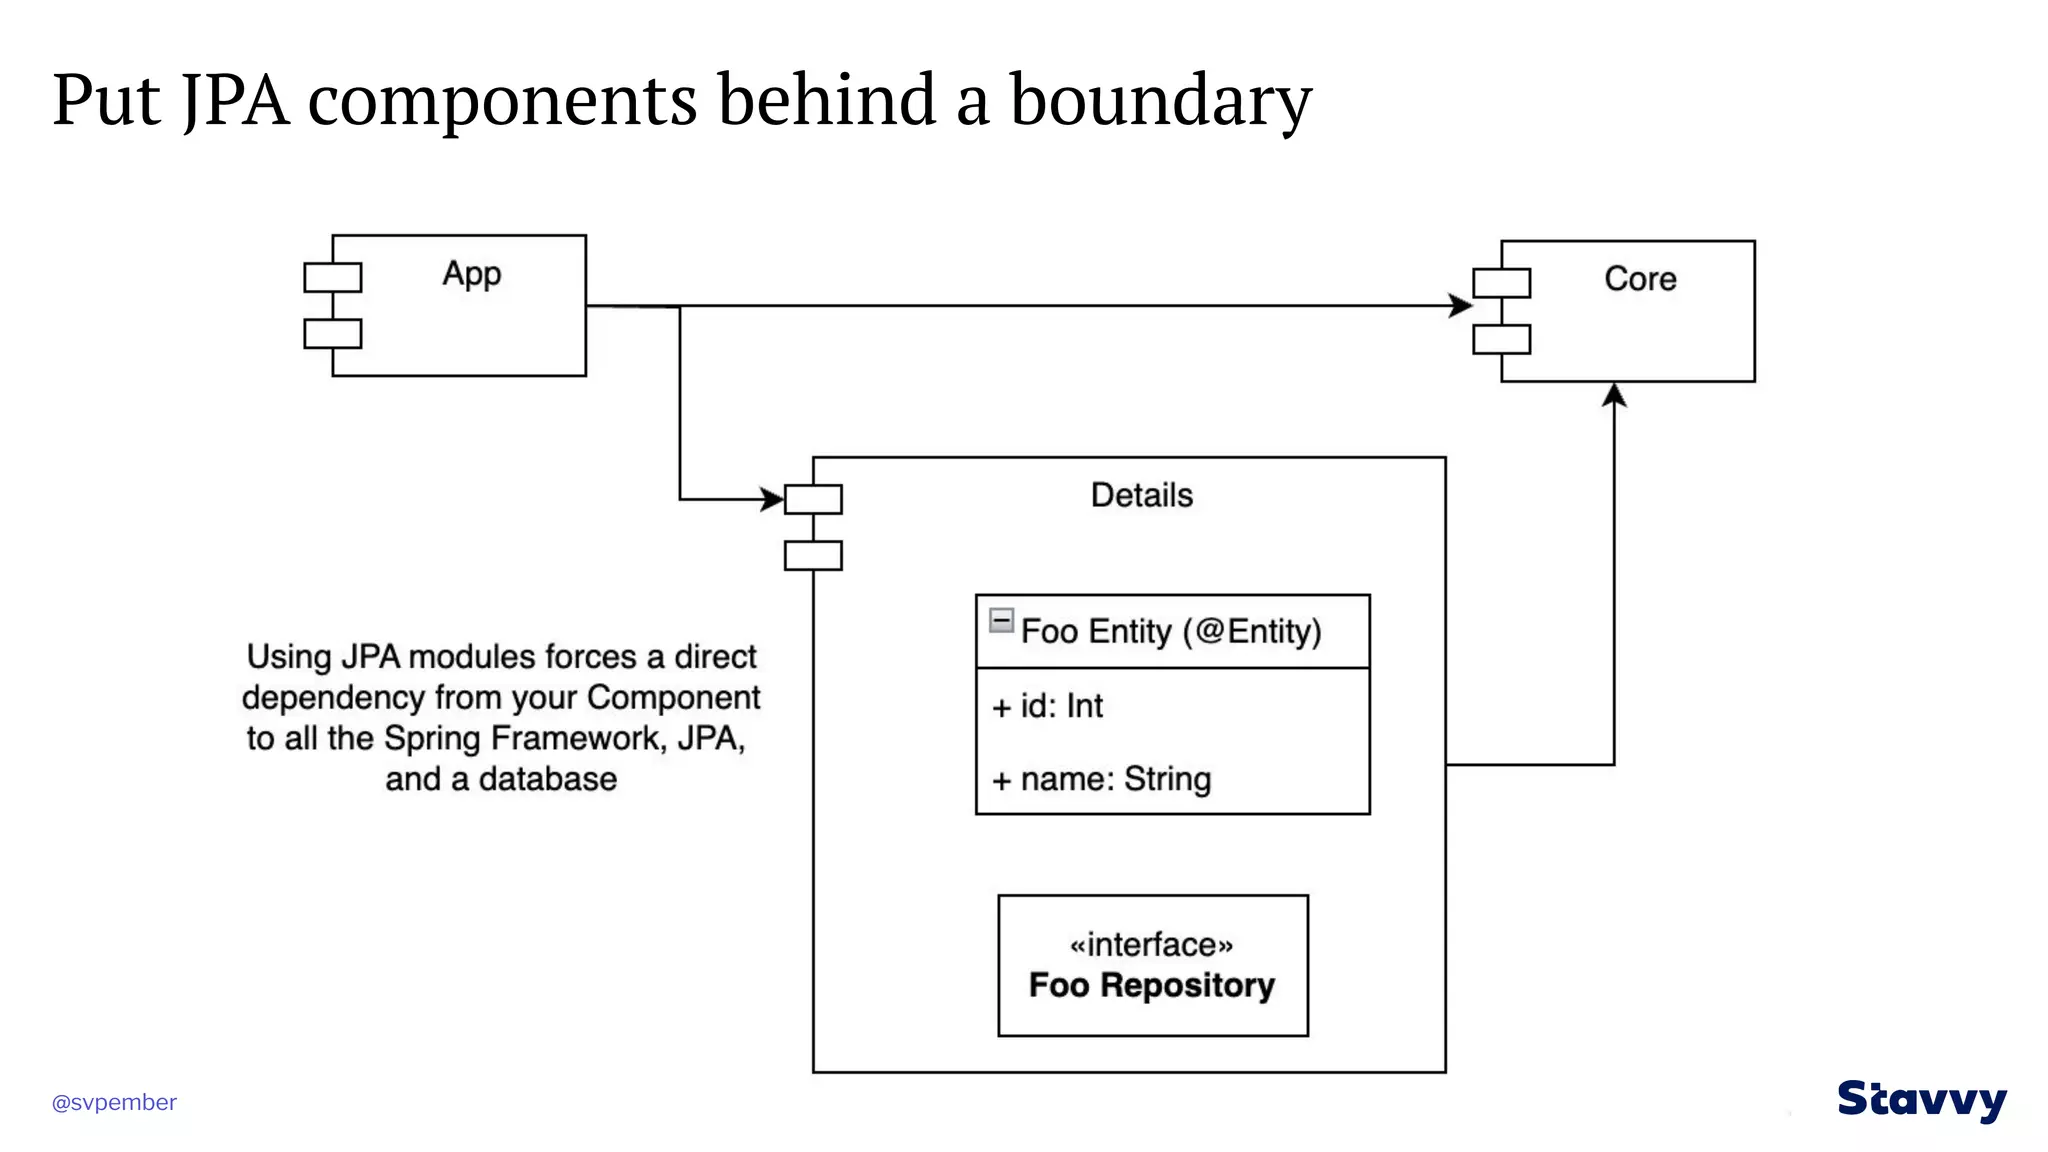 Put JPA components behind a boundary
App
Core
Details
Foo Entity (@Entity)
+ id: Int
+ name: String
Using JPA modules forces a direct
dependency from your Component
to all the Spring Framework, JPA,
and a database
«interface»
Foo Repository
@svpember
Stavvy